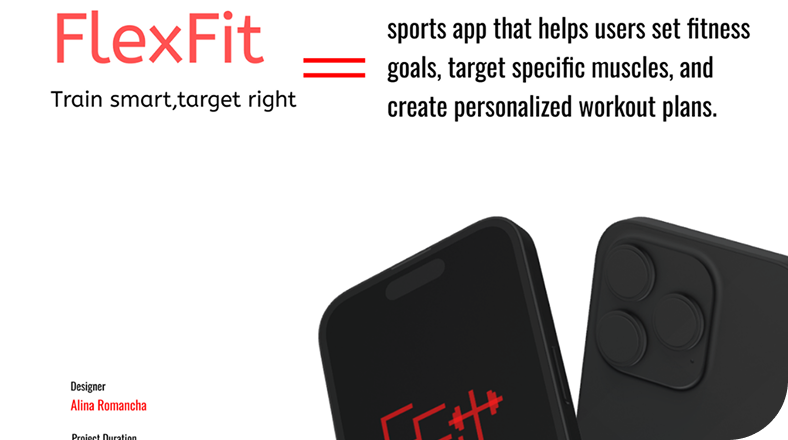 FlexFit
Train smart,target right
=
sports app that helps users set fitness
goals, target specific muscles, and
create personalized workout plans.
Designer
Alina Romancha
Project Duration